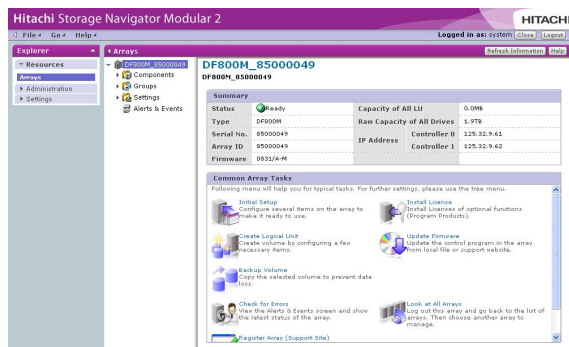 Hitachi Storage Navigator Modular 2
HITACHI
File Go Help
Logged in as: system Close Logout
Explorer
Arrays
Refresh Information Help
Resources
Arrays
Administration
Settings
DF800M_85000049
Components
Groups
Settings
Alerts & Events
DF800M_85000049
DF800M_85000049
Summary
Status Ready Capacity of All LU 0.0MB
Type DF800M Raw Capacity of All Drives 1.9TB
Serial No. 85000049 IP Address Controller 0 125.32.9.61
Array ID 85000049 Controller 1 125.32.9.62
Firmware 0831/A-M
Common Array Tasks
Following menu will help you for typical tasks. For further settings, please use the tree menu.
Initial Setup
Configure several items on the array to
make it ready to use.
Install License
Install Licenses of optional functions
(Program Products).
Create Logical Unit
Create volume by configuring a few
necessary items.
Update Firmware
Update the control program in the array
from local file or support website.
Backup Volume
Copy the selected volume to prevent data
loss.
Check for Errors
View the Alerts & Events screen and show
the latest status of the array.
Look at All Arrays
Log out this array and go back to the list of
arrays. Then choose another array to
manage.
Register Array (Support Site)